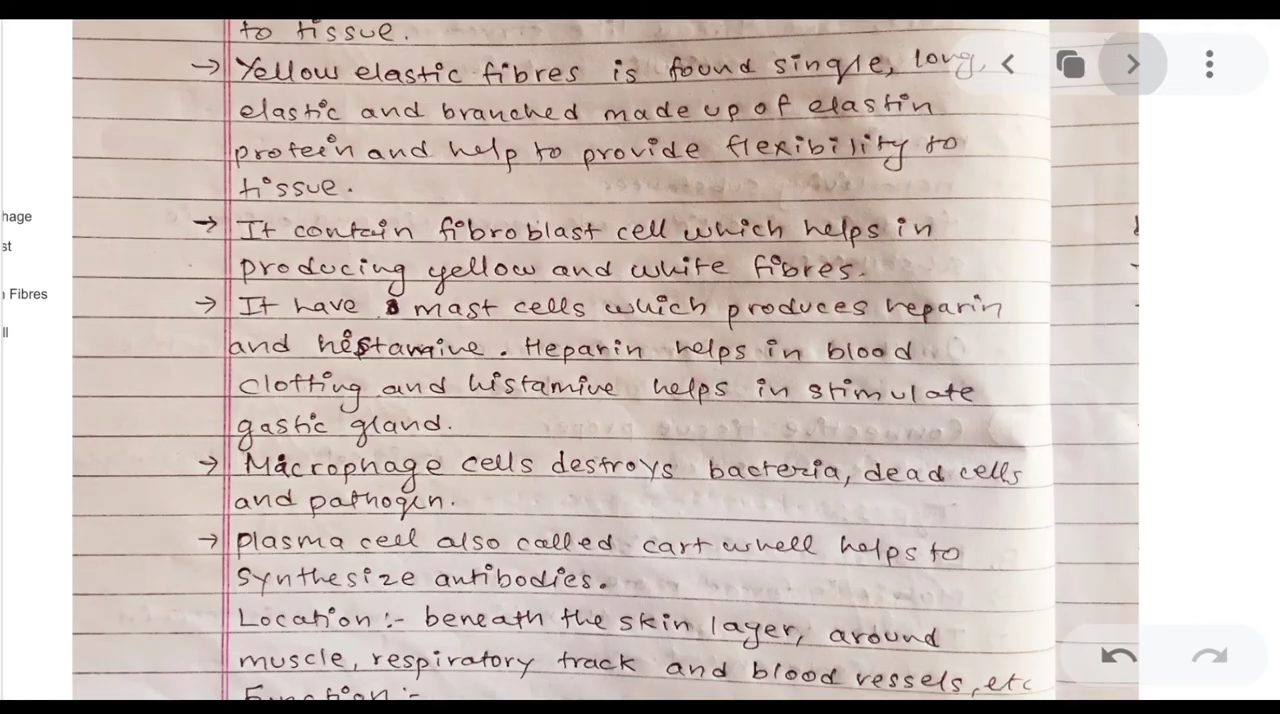 to tissue.
→ Yellow elastic fibres is found single, long,
elastic and branched made up of elastin
protein and help to provide flexibility to
tissue.
hage
→ It contain fibroblast cell which helps in
st
producing yellow and white fibres.
Fibres
→ It have mast cells which produces heparin
ll
and histamine. Heparin helps in blood
clotting and histamine helps in stimulate
gastic gland.
→ Macrophage cells destroys bacteria, dead cells
and pathogen.
→ Plasma cell also called cart whell helps to
synthesize antibodies.
Location :- beneath the skin layer, around
muscle, respiratory track and blood vessels, etc
Function :-